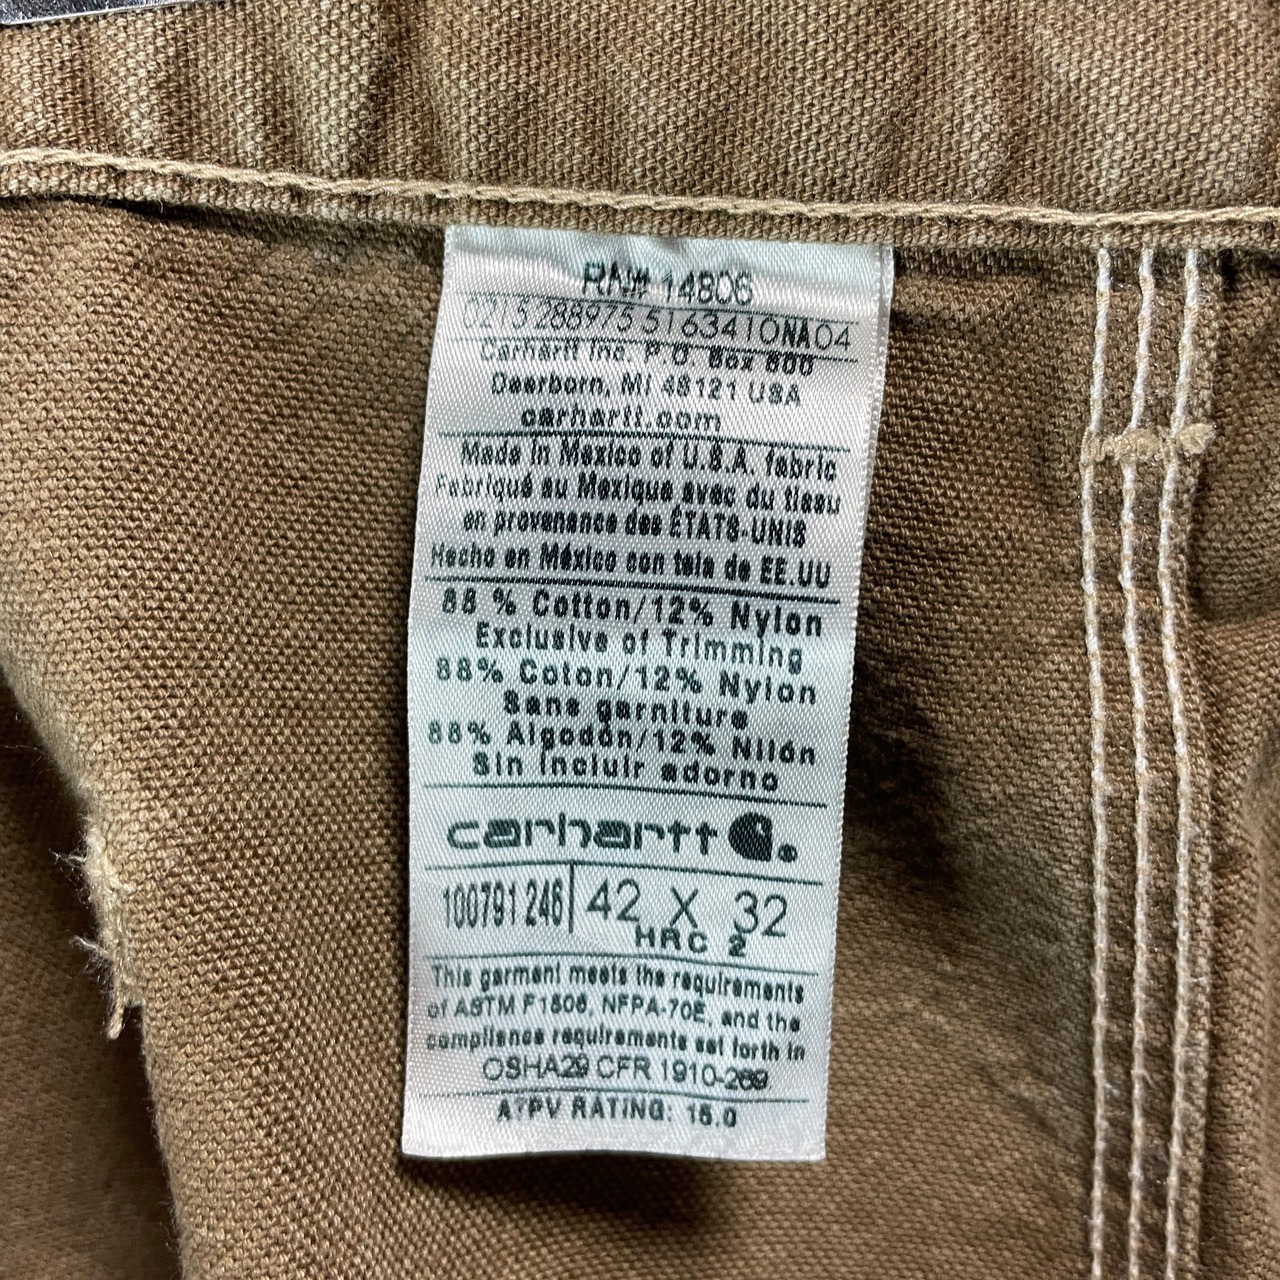 RN# 14806
0215 288975 5163410NA04
Carhartt Inc. P.O. Box 600
Dearborn, MI 48121 USA
carhartt.com
Made in Mexico of U.S.A. fabric
Fabriqué au Mexique avec du tissu
en provenance des ÉTATS-UNIS
Hecho en México con tela de EE.UU
88 % Cotton/12% Nylon
Exclusive of Trimming
88% Coton/12% Nylon
Sans garniture
88% Algodón/12% Nilón
Sin incluir adorno
carhartt
100791 246 42 X 32
HRC 2
This garment meets the requirements
of ASTM F1506, NFPA-70E, and the
compliance requirements set forth in
OSHA29 CFR 1910-269
ATPV RATING: 15.0